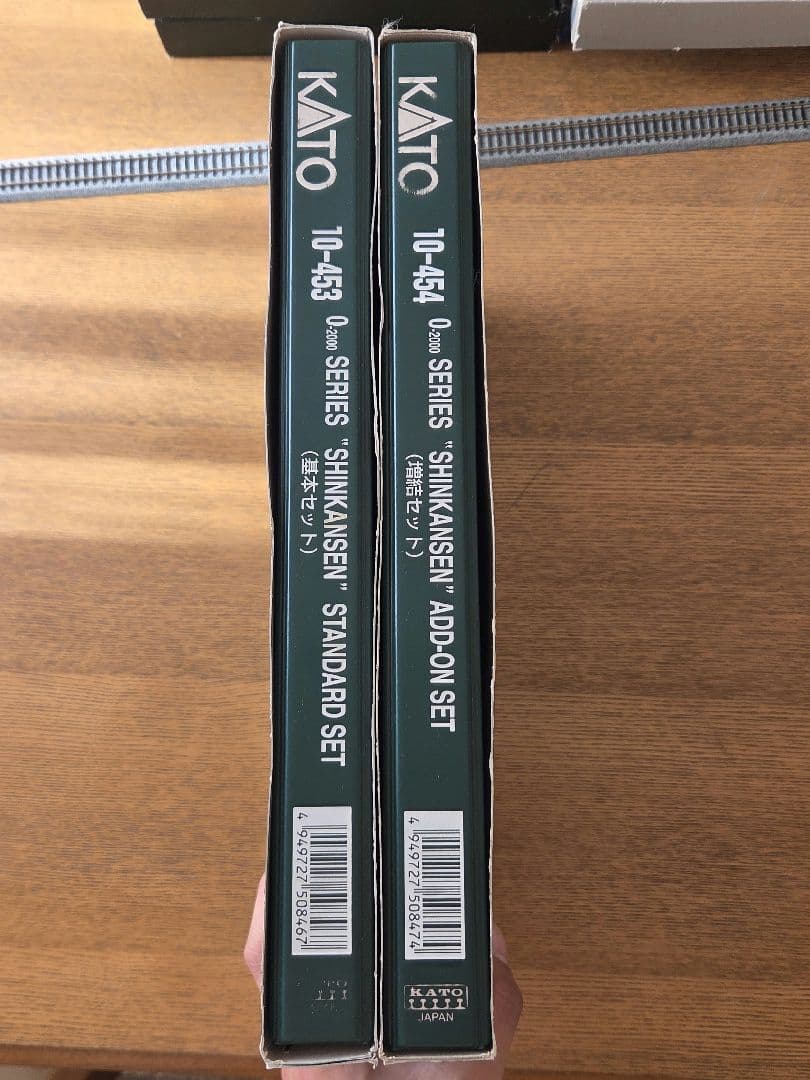 KATO
10-453
0-2000 SERIES "SHINKANSEN" STANDARD SET
(基本セット)
4 949727 508467
KATO
10-454
0-2000 SERIES "SHINKANSEN" ADD-ON SET
(増結セット)
4 949727 508474
KATO
JAPAN